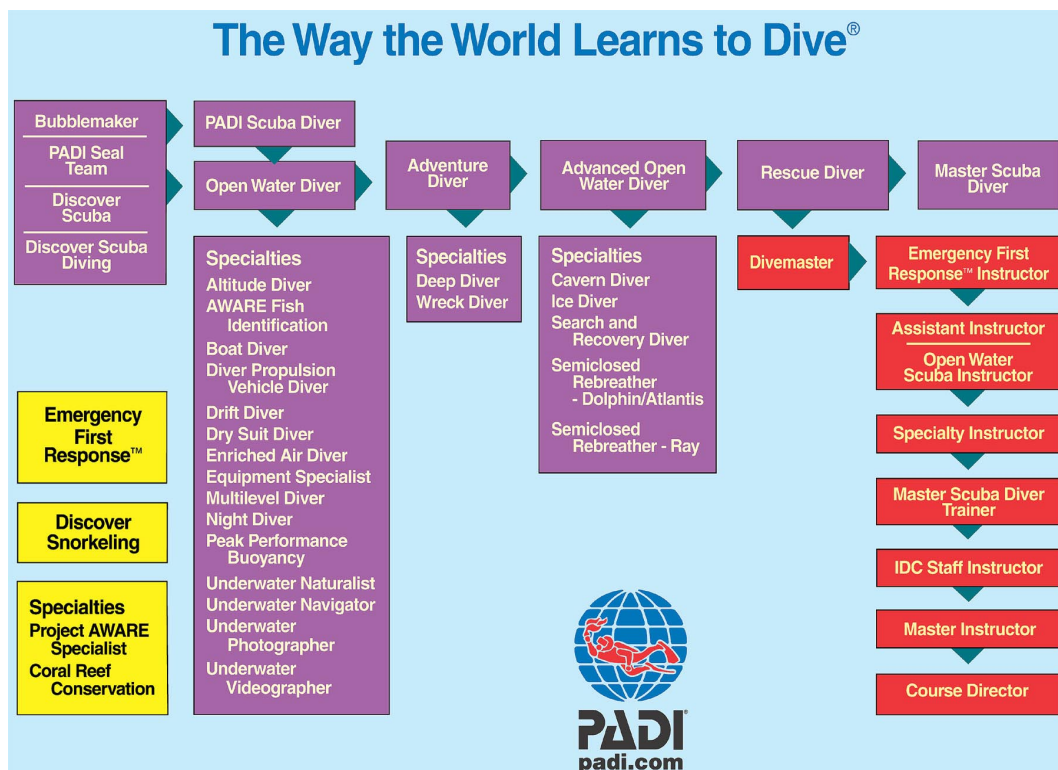 The Way the World Learns to Dive®
Bubblemaker
PADI Seal
Team
Discover
Scuba
Discover Scuba
Diving
PADI Scuba Diver
Open Water Diver
Adventure
Diver
Advanced Open
Water Diver
Rescue Diver
Master Scuba
Diver
Specialties
Altitude Diver
AWARE Fish
Identification
Boat Diver
Diver Propulsion
Vehicle Diver
Drift Diver
Dry Suit Diver
Enriched Air Diver
Equipment Specialist
Multilevel Diver
Night Diver
Peak Performance
Buoyancy
Underwater Naturalist
Underwater Navigator
Underwater
Photographer
Underwater
Videographer
Specialties
Deep Diver
Wreck Diver
Specialties
Cavern Diver
Ice Diver
Search and
Recovery Diver
Semiclosed
Rebreather
- Dolphin/Atlantis
Semiclosed
Rebreather - Ray
Divemaster
Emergency First
Response™ Instructor
Assistant Instructor
Open Water
Scuba Instructor
Specialty Instructor
Master Scuba Diver
Trainer
IDC Staff Instructor
Master Instructor
Course Director
Emergency
First
Response™
Discover
Snorkeling
Specialties
Project AWARE
Specialist
Coral Reef
Conservation
PADI®
padi.com